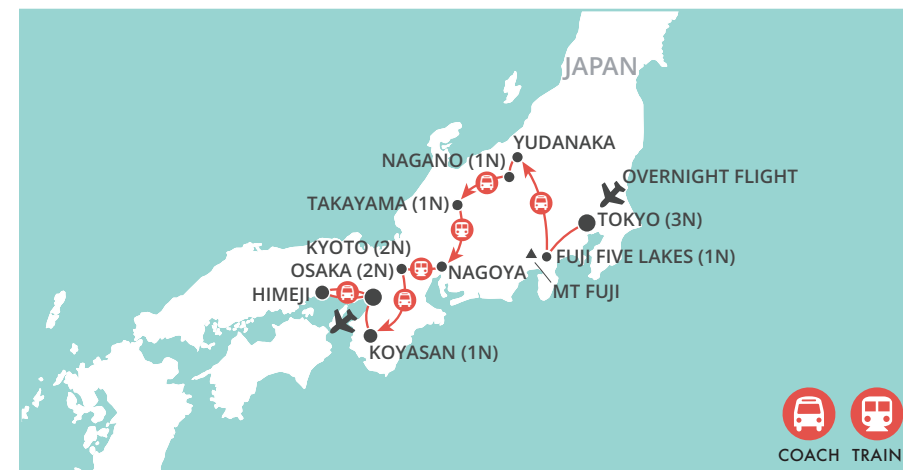 JAPAN
YUDANAKA
NAGANO (1N)
OVERNIGHT FLIGHT
TAKAYAMA (1N)
TOKYO (3N)
KYOTO (2N)
FUJI FIVE LAKES (1N)
OSAKA (2N)
NAGOYA
HIMEJI
MT FUJI
KOYASAN (1N)
COACH TRAIN